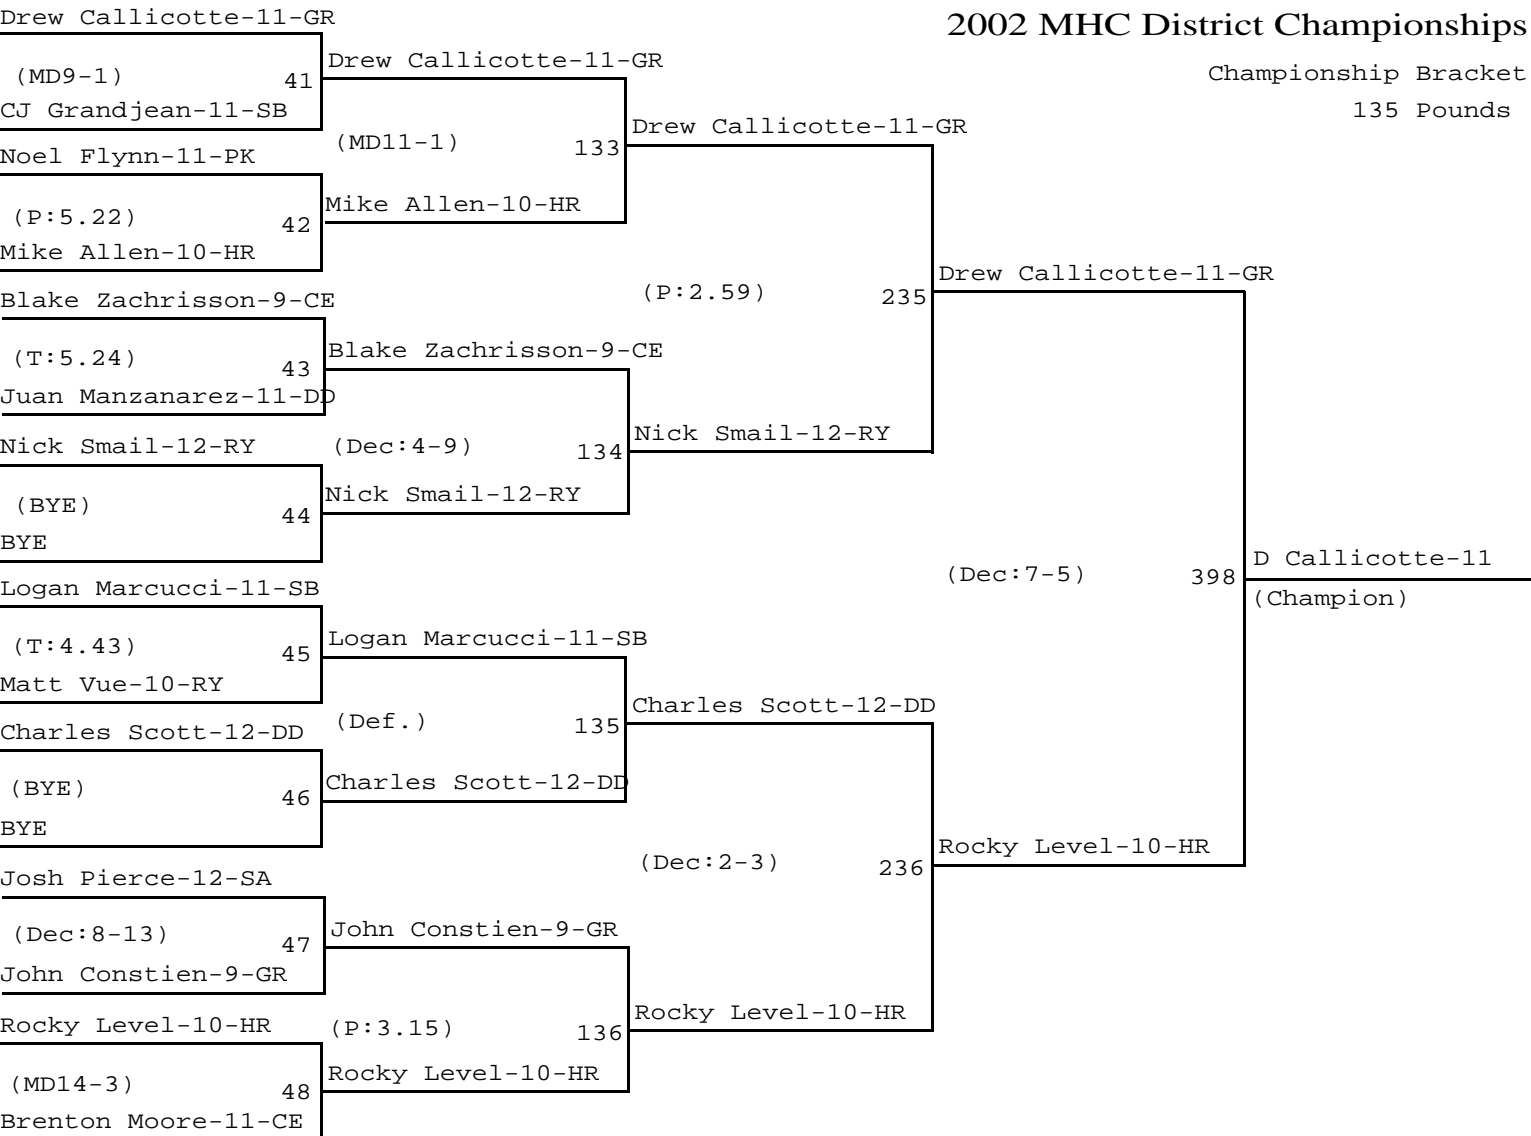 Drew Callicotte-11-GR
2002 MHC District Championships
Drew Callicotte-11-GR
(MD9-1)
41
Championship Bracket
CJ Grandjean-11-SB
135 Pounds
Drew Callicotte-11-GR
(MD11-1)
133
Noel Flynn-11-PK
Mike Allen-10-HR
(P:5.22)
42
Mike Allen-10-HR
Drew Callicotte-11-GR
(P:2.59)
235
Blake Zachrisson-9-CE
Blake Zachrisson-9-CE
(T:5.24)
43
Juan Manzanarez-11-DD
Nick Smail-12-RY
Nick Smail-12-RY
(Dec:4-9)
134
Nick Smail-12-RY
(BYE)
44
BYE
D Callicotte-11
(Dec:7-5)
398
(Champion)
Logan Marcucci-11-SB
Logan Marcucci-11-SB
(T:4.43)
45
Matt Vue-10-RY
Charles Scott-12-DD
(Def.)
135
Charles Scott-12-DD
Charles Scott-12-DD
(BYE)
46
BYE
Rocky Level-10-HR
(Dec:2-3)
236
Josh Pierce-12-SA
John Constien-9-GR
(Dec:8-13)
47
John Constien-9-GR
Rocky Level-10-HR
Rocky Level-10-HR
(P:3.15)
136
Rocky Level-10-HR
(MD14-3)
48
Brenton Moore-11-CE